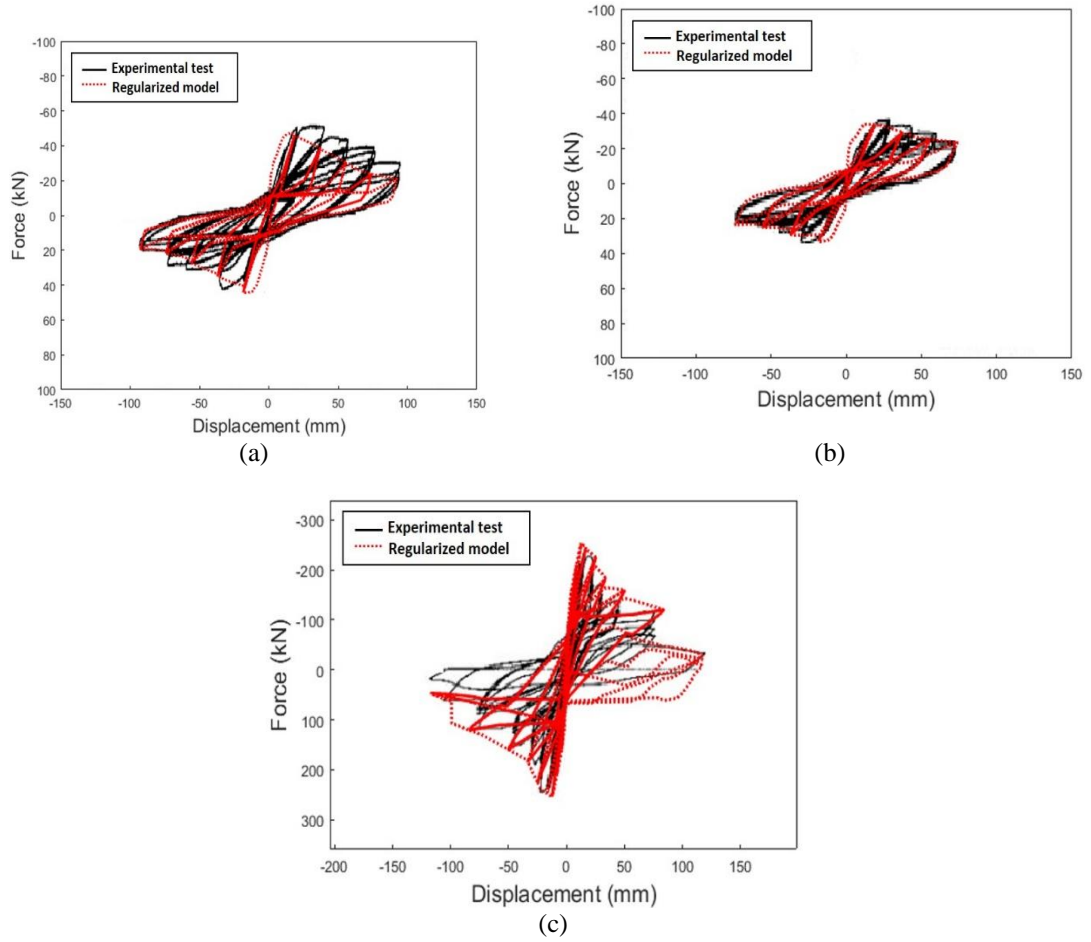 -100
-80
-60
-40
-20
0
20
40
60
80
100
Force (kN)
Experimental test
Regularized model
-150 -100 -50 0 50 100 150
Displacement (mm)
(a)
-100
-80
-60
-40
-20
0
20
40
60
80
100
Force (kN)
Experimental test
Regularized model
-150 -100 -50 0 50 100 150
Displacement (mm)
(b)
-300
-200
-100
0
100
200
300
Force (kN)
Experimental test
Regularized model
-200 -150 -100 -50 0 50 100 150
Displacement (mm)
(c)